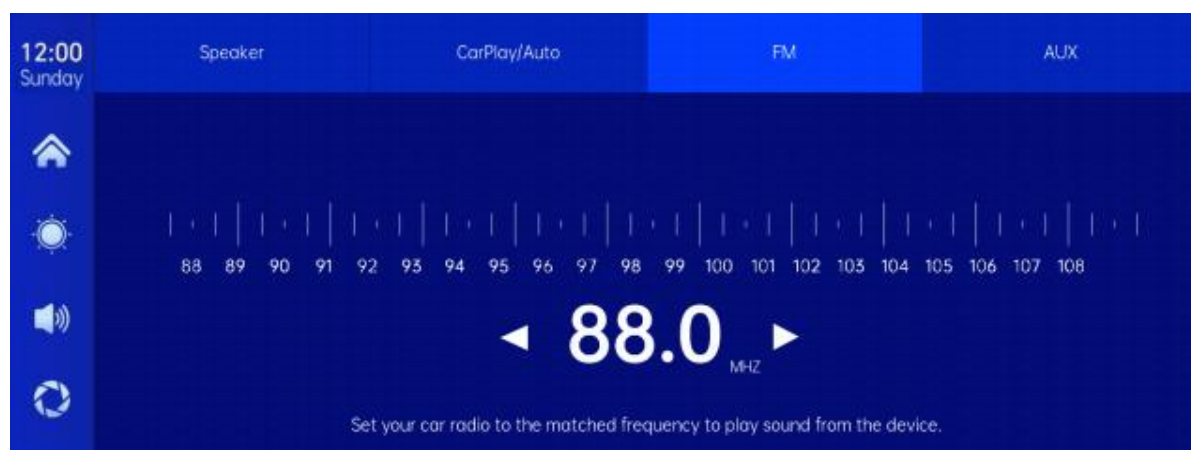 12:00
Sunday
Speaker
CarPlay/Auto
FM
AUX
88 89 90 91 92 93 94 95 96 97 98 99 100 101 102 103 104 105 106 107 108
88.0 MHZ
Set your car radio to the matched frequency to play sound from the device.